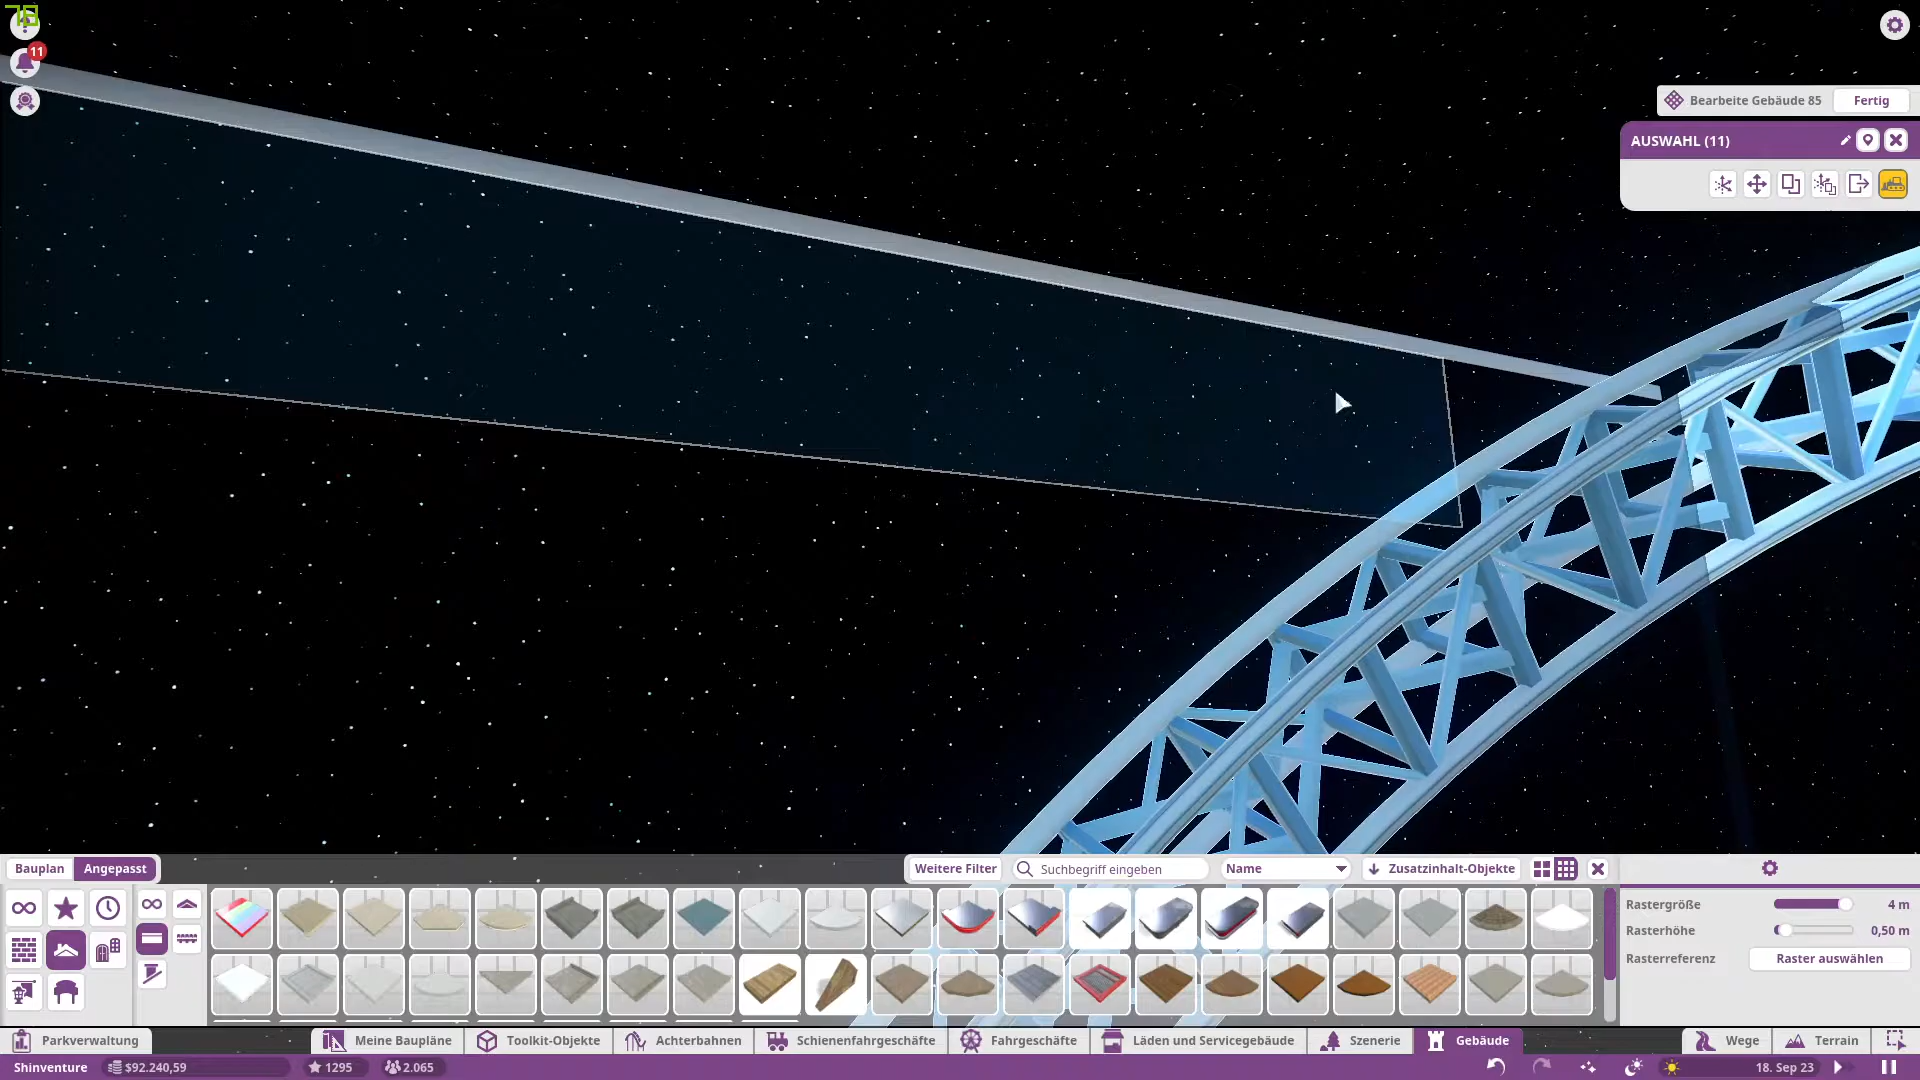 78
11
Bearbeite Gebäude 85
Fertig
AUSWAHL (11)
Bauplan
Angepasst
Weitere Filter
Suchbegriff eingeben
Name
Zusatzinhalt-Objekte
Rastergröße
4 m
Rasterhöhe
0,50 m
Rasterreferenz
Raster auswählen
Parkverwaltung
Meine Baupläne
Toolkit-Objekte
Achterbahnen
Schienenfahrgeschäfte
Fahrgeschäfte
Läden und Servicegebäude
Szenerie
Gebäude
Wege
Terrain
Shinventure
$92.240,59
1295
2.065
18. Sep 23